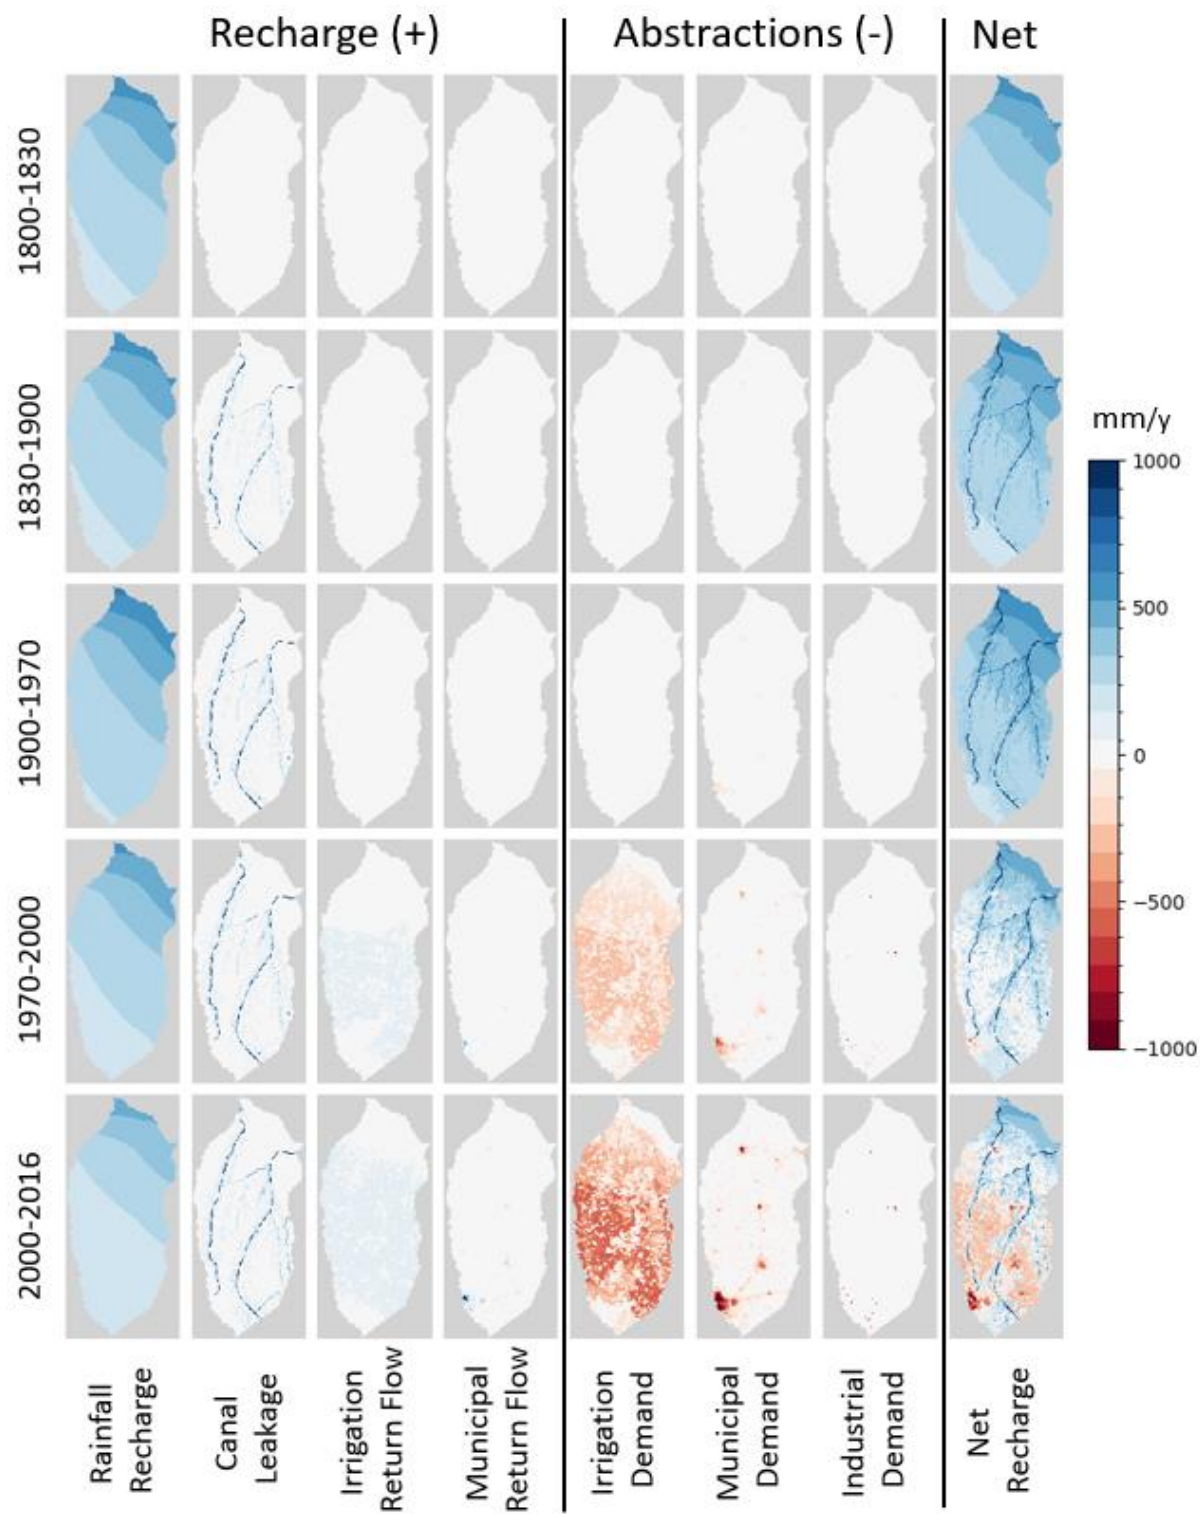 Recharge (+)
Abstractions (-)
Net
1800-1830
1830-1900
1900-1970
1970-2000
2000-2016
mm/y
1000
500
0
−500
−1000
Rainfall
Recharge
Canal
Leakage
Irrigation
Return Flow
Municipal
Return Flow
Irrigation
Demand
Municipal
Demand
Industrial
Demand
Net
Recharge